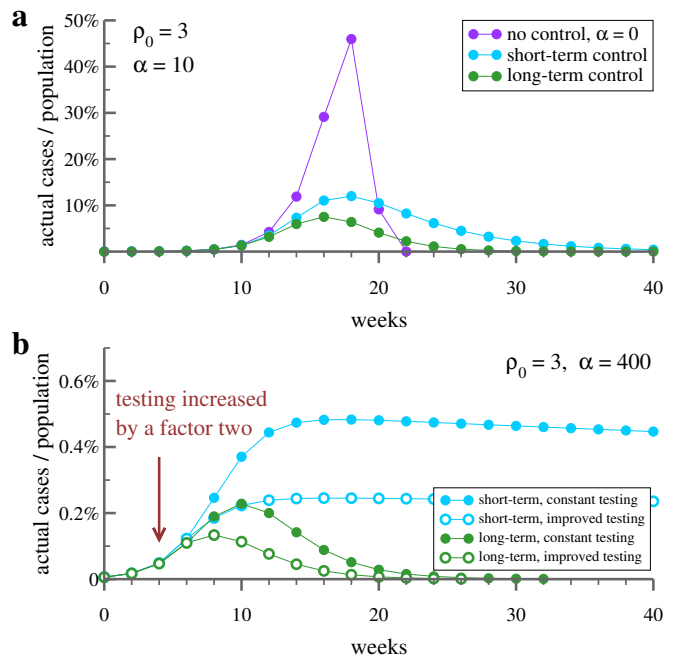 a
ρ0 = 3
α = 10
no control, α = 0
short-term control
long-term control
actual cases / population
50%
40%
30%
20%
10%
0 10 20 30 40
weeks
b
ρ0 = 3, α = 400
testing increased
by a factor two
actual cases / population
0.6%
0.4%
0.2%
0
short-term, constant testing
short-term, improved testing
long-term, constant testing
long-term, improved testing
0 10 20 30 40
weeks